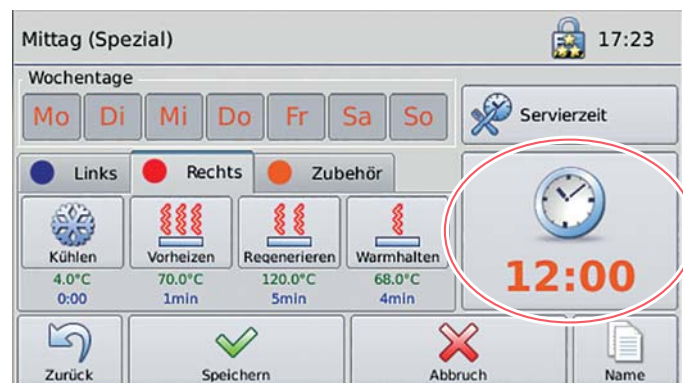 Mittag (Spezial) 17:23
Wochentage
Mo Di Mi Do Fr Sa So
Servierzeit
Links Rechts Zubehör
Kühlen Vorheizen Regenerieren Warmhalten
4.0°C 70.0°C 120.0°C 68.0°C
0:00 1min 5min 4min
12:00
Zurück Speichern Abbruch Name